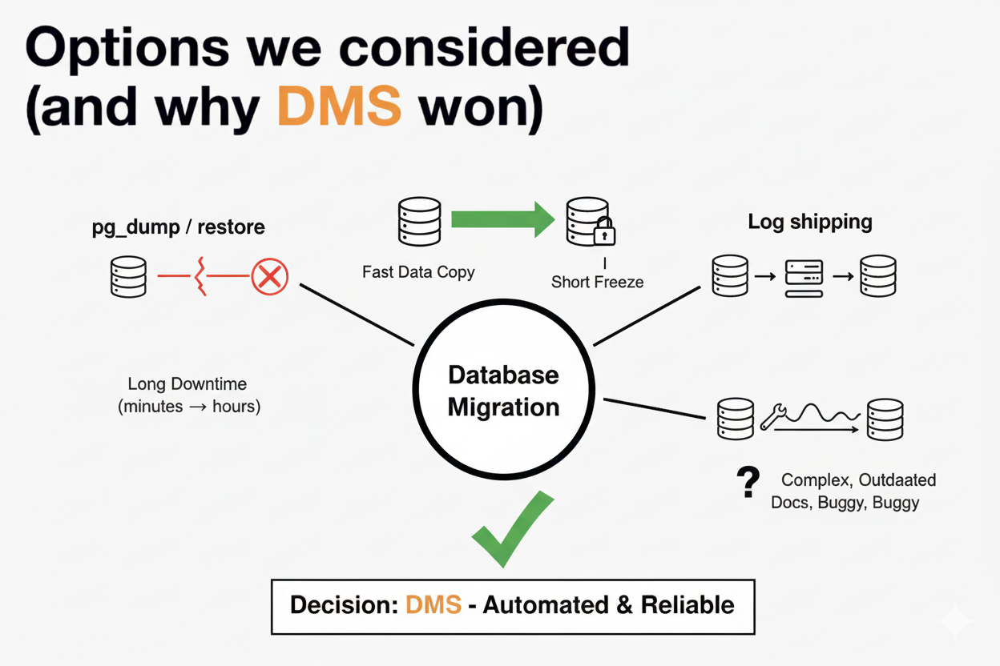 Options we considered
(and why DMS won)
pg_dump / restore
Fast Data Copy
Short Freeze
Log shipping
Long Downtime
(minutes → hours)
Database
Migration
? Complex, Outdaated
Docs, Buggy, Buggy
Decision: DMS - Automated & Reliable